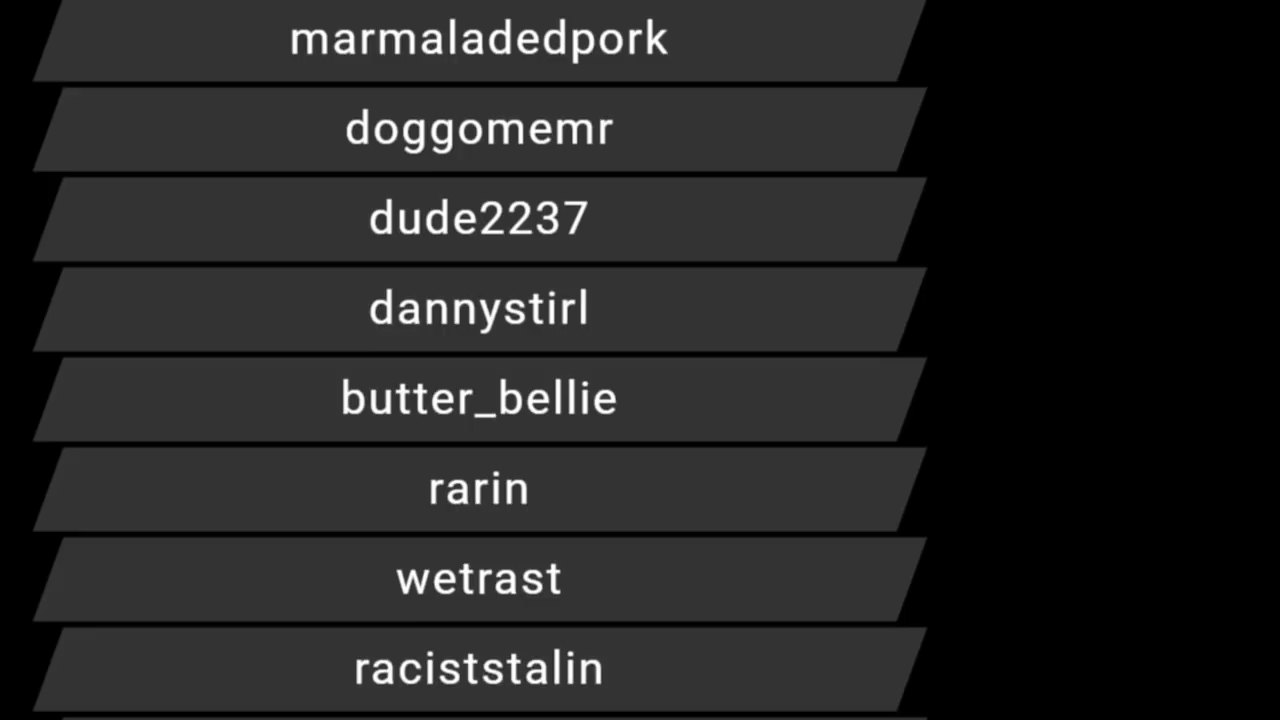 marmaladedpork
doggomemr
dude2237
dannystirl
butter_bellie
rarin
wetrast
raciststalin